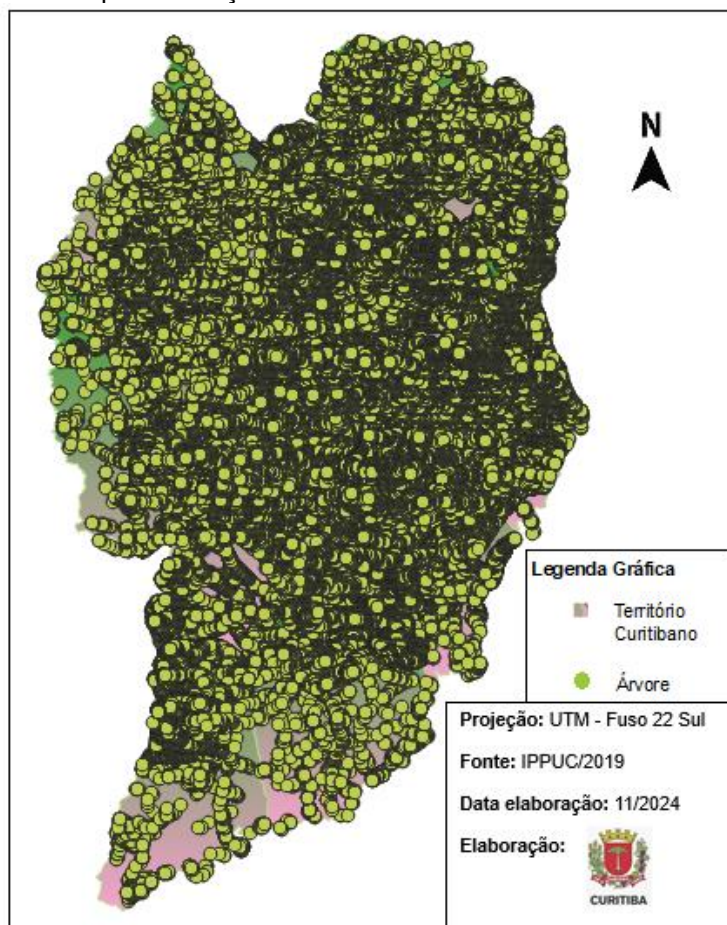 N
Legenda Gráfica
Território
Curitibano
Árvore
Projeção: UTM - Fuso 22 Sul
Fonte: IPPUC/2019
Data elaboração: 11/2024
Elaboração:
CURITIBA